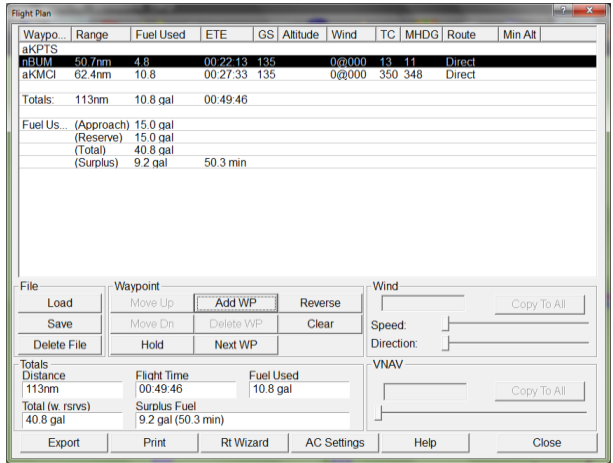 Flight Plan
Waypo... Range Fuel Used ETE GS Altitude Wind TC MHDG Route Min Alt
aKPTS
nBUM 50.7nm 4.8 00:22:13 135 0@000 13 11 Direct
aKMCI 62.4nm 10.8 00:27:33 135 0@000 350 348 Direct
Totals: 113nm 10.8 gal 00:49:46
Fuel Us... (Approach) 15.0 gal
(Reserve) 15.0 gal
(Total) 40.8 gal
(Surplus) 9.2 gal 50.3 min
File Waypoint Wind
Load Move Up Add WP Reverse Copy To All
Save Move Dn Delete WP Clear Speed:
Delete File Hold Next WP Direction:
Totals VNAV
Distance Flight Time Fuel Used
113nm 00:49:46 10.8 gal Copy To All
Total (w. rsrvs) Surplus Fuel
40.8 gal 9.2 gal (50.3 min)
Export Print Rt Wizard AC Settings Help Close